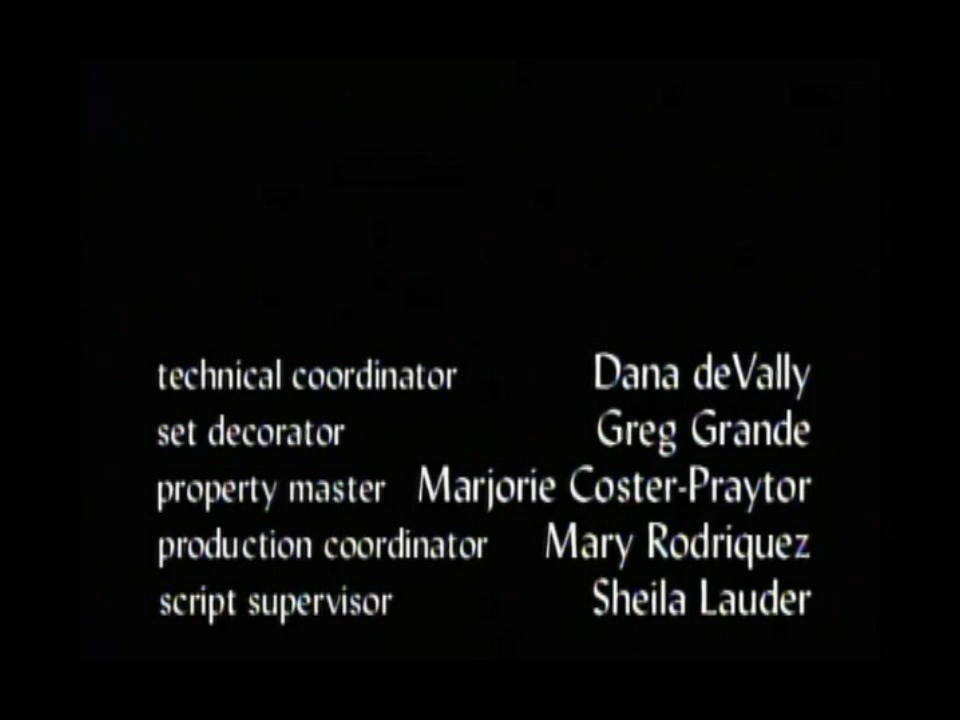 technical coordinator Dana deVally
set decorator Greg Grande
property master Marjorie Coster-Praytor
production coordinator Mary Rodriquez
script supervisor Sheila Lauder